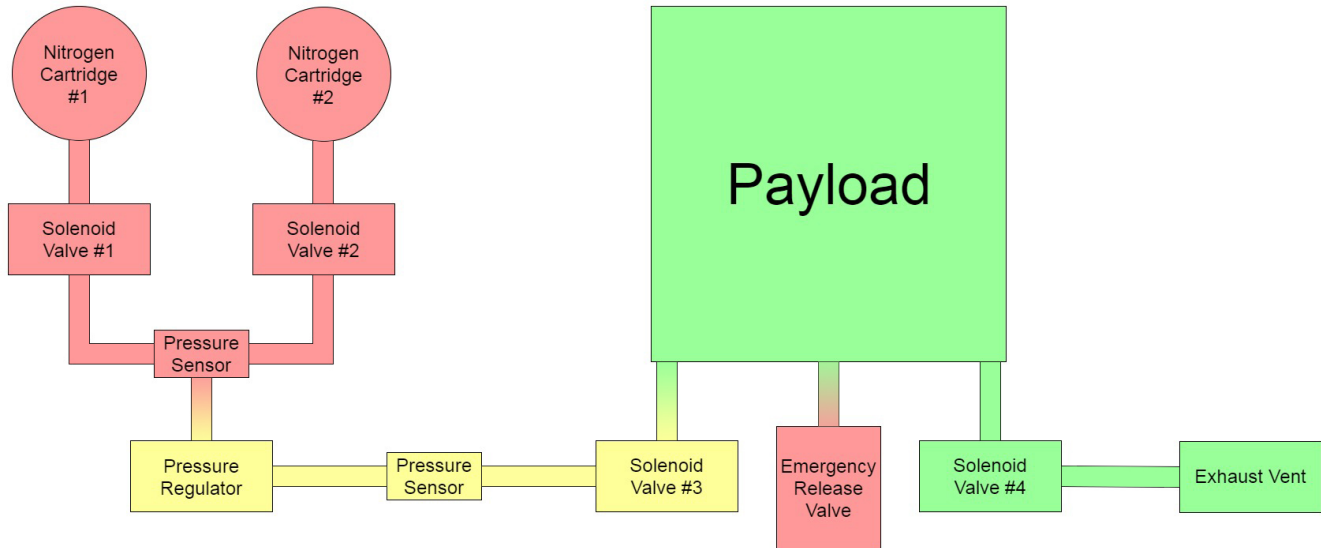 Nitrogen
Cartridge
#1
Nitrogen
Cartridge
#2
Payload
Solenoid
Valve #1
Solenoid
Valve #2
Pressure
Sensor
Pressure
Regulator
Pressure
Sensor
Solenoid
Valve #3
Emergency
Release
Valve
Solenoid
Valve #4
Exhaust Vent